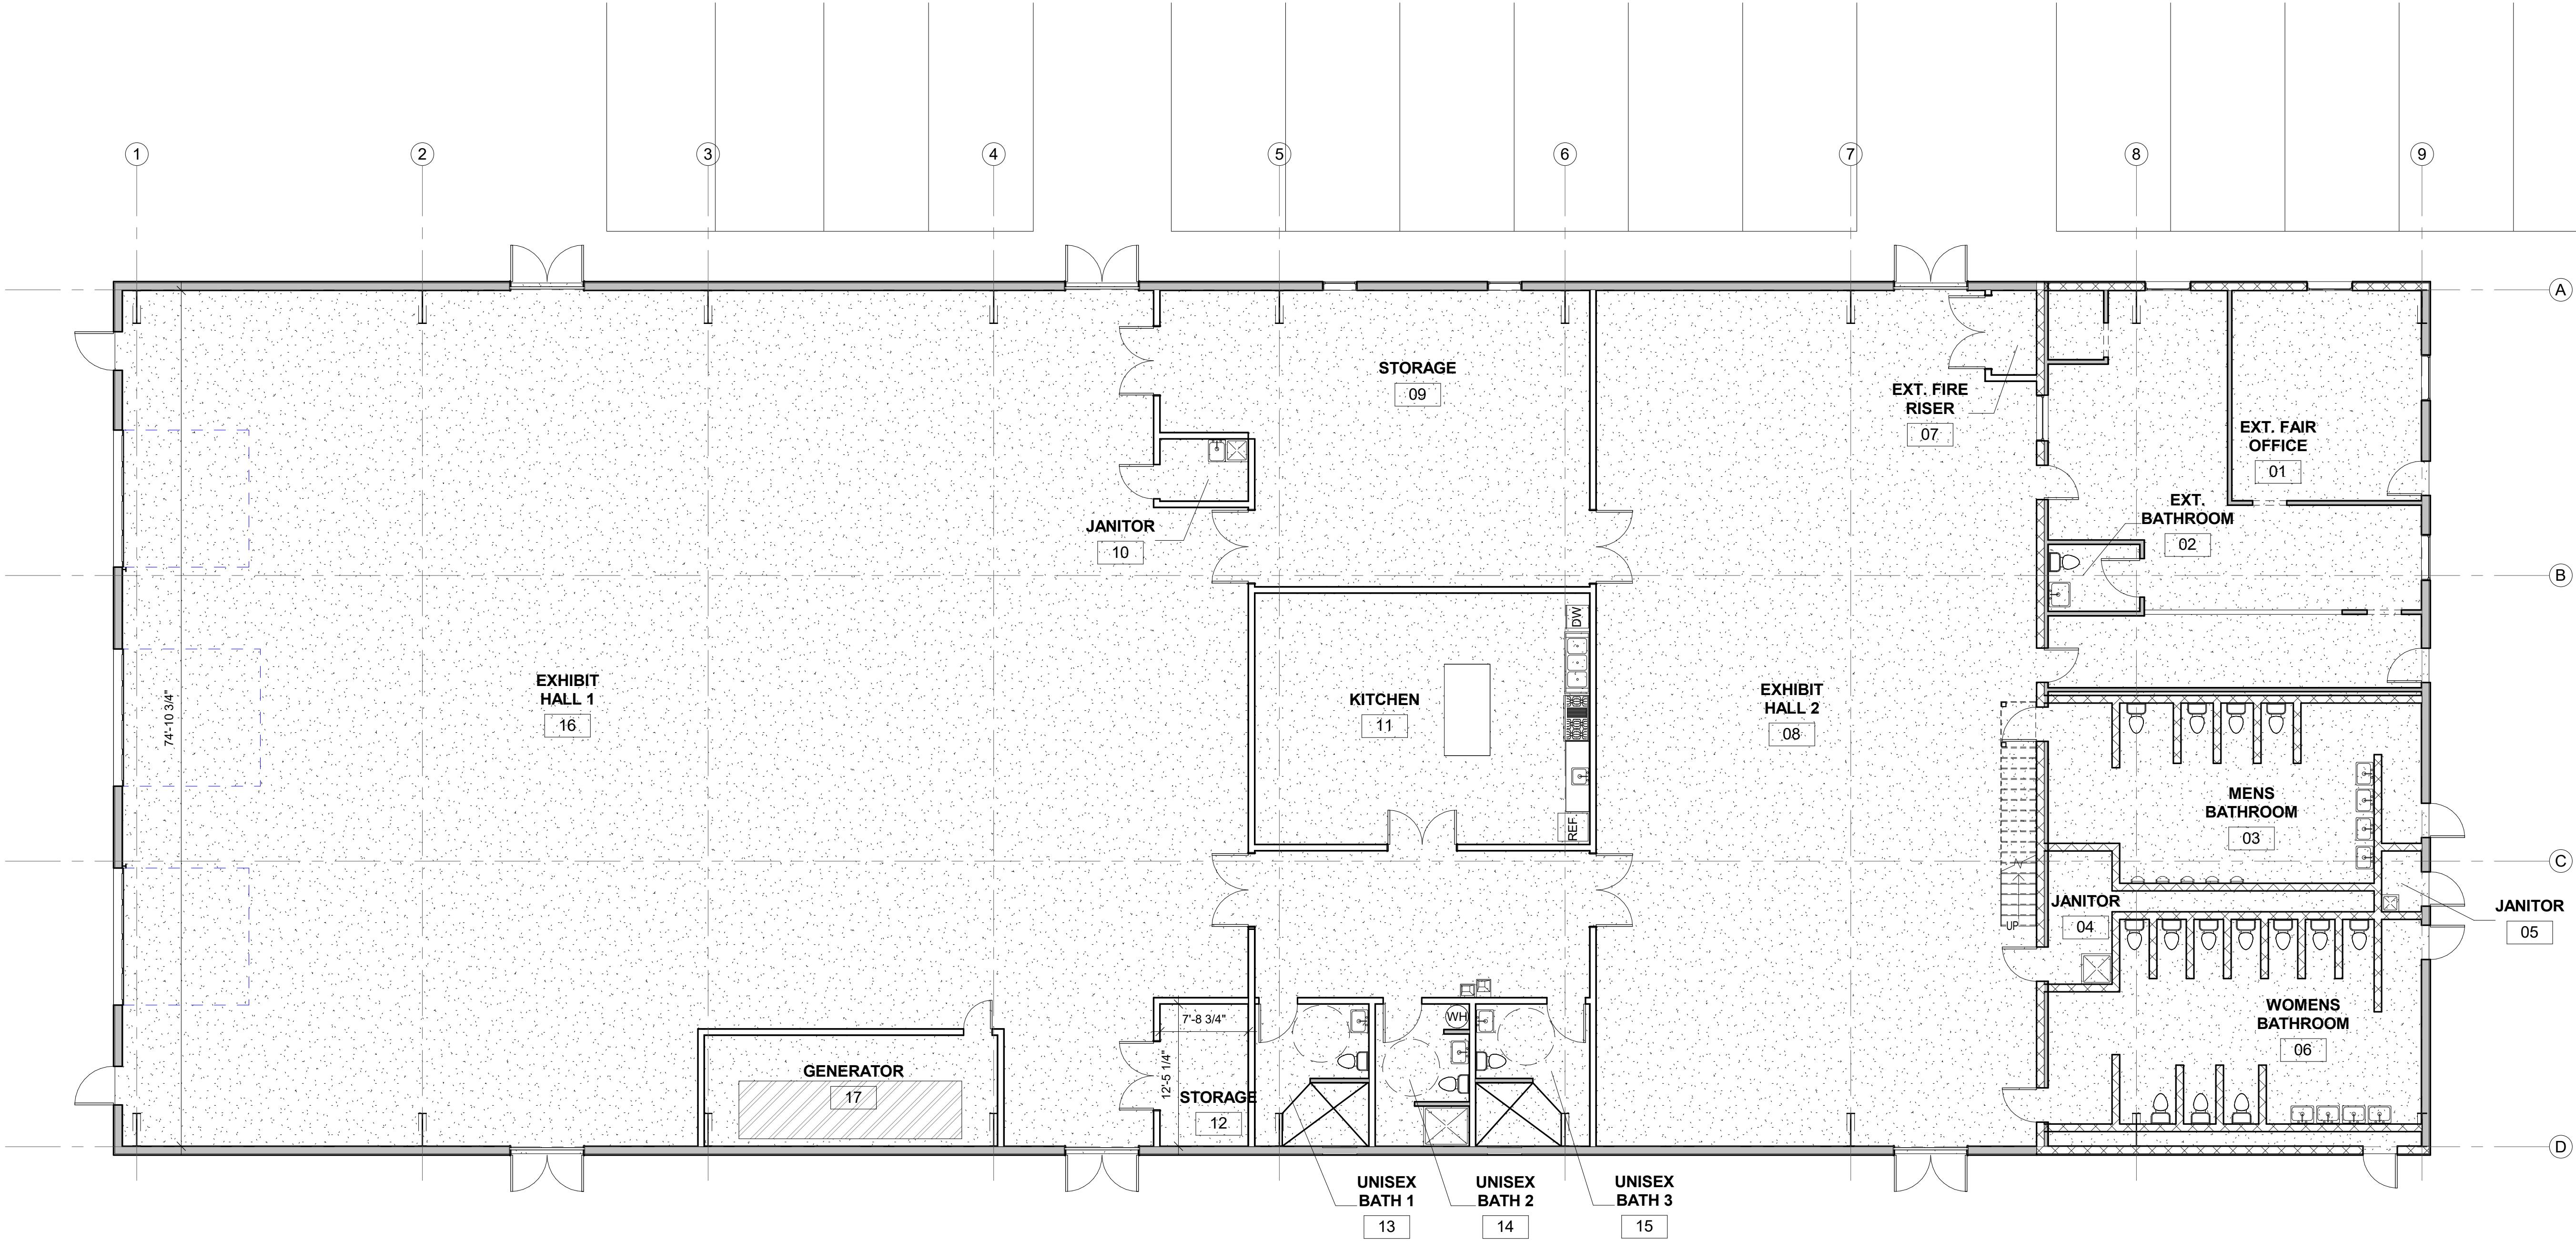 1
2
3
4
5
6
7
8
9
A
B
C
D
STORAGE
09
EXT. FIRE
RISER
07
EXT. FAIR
OFFICE
01
EXT.
BATHROOM
02
JANITOR
10
DW
EXHIBIT
HALL 1
16
74'-10 3/4"
KITCHEN
11
EXHIBIT
HALL 2
08
REF.
MENS
BATHROOM
03
JANITOR
04
UP
JANITOR
05
WOMENS
BATHROOM
06
WH
7'-8 3/4"
12'-5 1/4"
GENERATOR
17
STORAGE
12
UNISEX
BATH 1
13
UNISEX
BATH 2
14
UNISEX
BATH 3
15